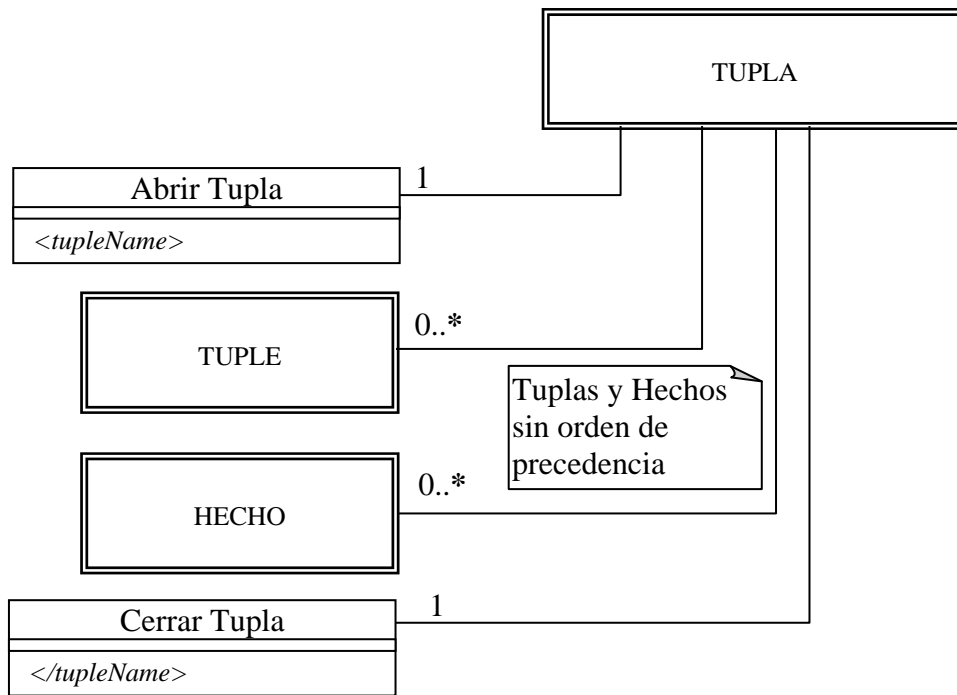 TUPLA
Abrir Tupla
1
<tupleName>
TUPLE
0..*
Tuplas y Hechos
sin orden de
precedencia
HECHO
0..*
Cerrar Tupla
1
</tupleName>